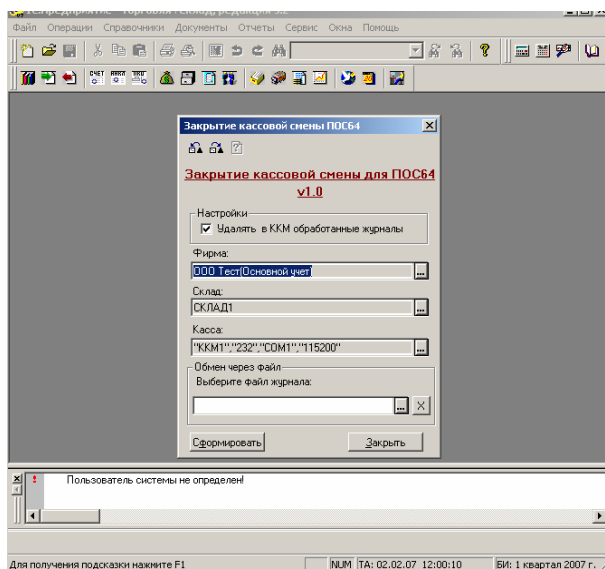 Файл Операции Справочники Документы Отчеты Сервис Окна Помощь
Закрытие кассовой смены ПОС64
Закрытие кассовой смены для ПОС64
v1.0
Настройки
Удалять в ККМ обработанные журналы
Фирма:
ООО Тест(Основной учет)
Склад:
СКЛАД1
Касса:
"ККМ1","232","COM1","115200"
Обмен через файл
Выберите файл журнала:
Сформировать Закрыть
Пользователь системы не определен!
Для получения подсказки нажмите F1 NUM ТА: 02.02.07 12:00:10 БИ: 1 квартал 2007 г.